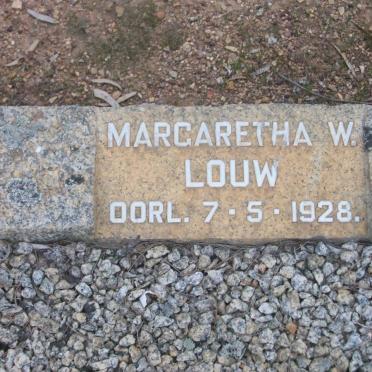 MARGARETHA W.
LOUW
OORL. 7 · 5 · 1928.